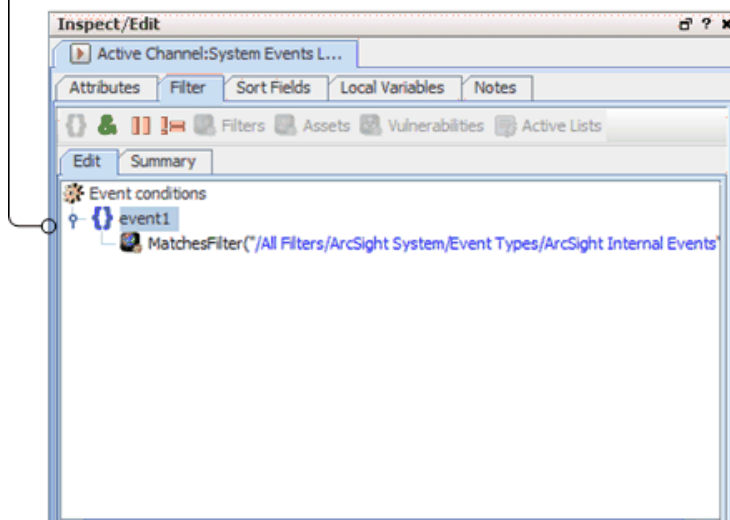 Inspect/Edit
Active Channel:System Events L...
Attributes Filter Sort Fields Local Variables Notes
Filters Assets Vulnerabilities Active Lists
Edit Summary
Event conditions
event1
MatchesFilter("/All Filters/ArcSight System/Event Types/ArcSight Internal Events"